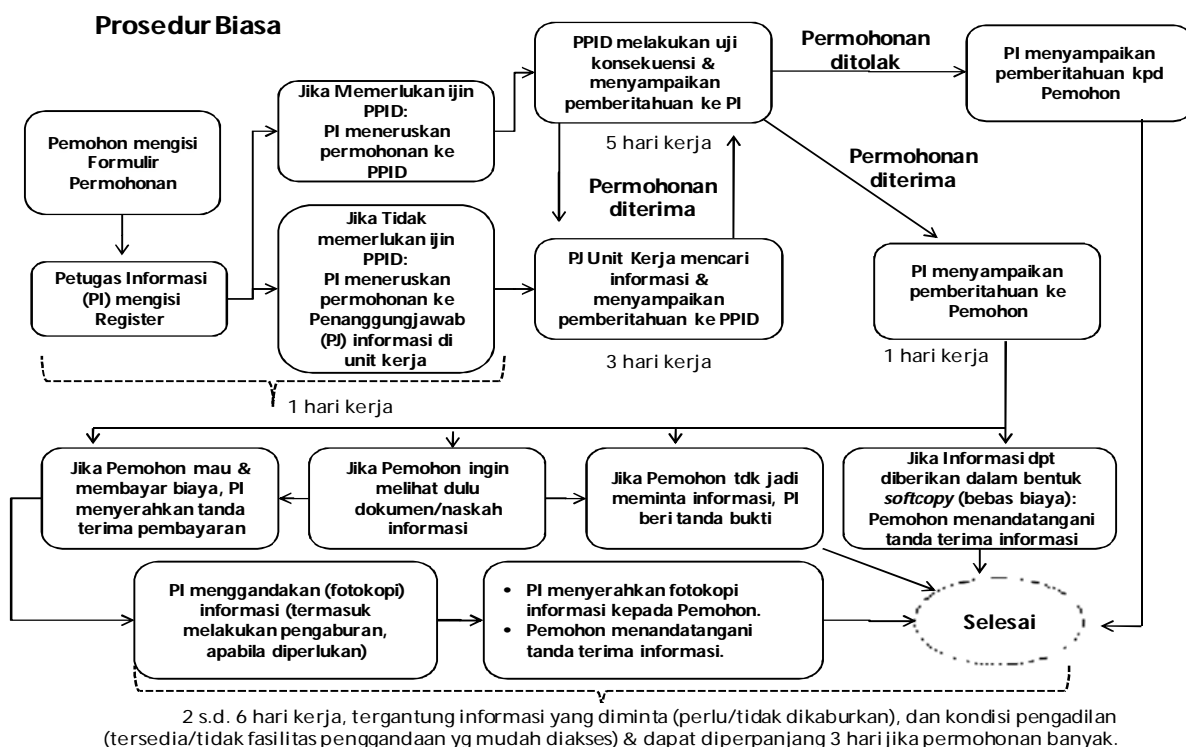 Prosedur Biasa
Pemohon mengisi
Formulir
Permohonan
Petugas Informasi
(PI) mengisi
Register
Jika Memerlukan ijin
PPID:
PI meneruskan
permohonan ke
PPID
Jika Tidak
memerlukan ijin
PPID:
PI meneruskan
permohonan ke
Penanggungjawab
(PJ) informasi di
unit kerja
1 hari kerja
PPID melakukan uji
konsekuensi &
menyampaikan
pemberitahuan ke PI
5 hari kerja
Permohonan
diterima
PJ Unit Kerja mencari
informasi &
menyampaikan
pemberitahuan ke PPID
3 hari kerja
Permohonan
ditolak
PI menyampaikan
pemberitahuan kpd
Pemohon
Permohonan
diterima
PI menyampaikan
pemberitahuan ke
Pemohon
1 hari kerja
Jika Pemohon mau &
membayar biaya, PI
menyerahkan tanda
terima pembayaran
Jika Pemohon ingin
melihat dulu
dokumen/naskah
informasi
Jika Pemohon tdk jadi
meminta informasi, PI
beri tanda bukti
Jika Informasi dpt
diberikan dalam bentuk
softcopy (bebas biaya):
Pemohon menandatangani
tanda terima informasi
PI menggandakan (fotokopi)
informasi (termasuk
melakukan pengaburan,
apabila diperlukan)
• PI menyerahkan fotokopi
informasi kepada Pemohon.
• Pemohon menandatangani
tanda terima informasi.
Selesai
2 s.d. 6 hari kerja, tergantung informasi yang diminta (perlu/tidak dikaburkan), dan kondisi pengadilan
(tersedia/tidak fasilitas penggandaan yg mudah diakses) & dapat diperpanjang 3 hari jika permohonan banyak.